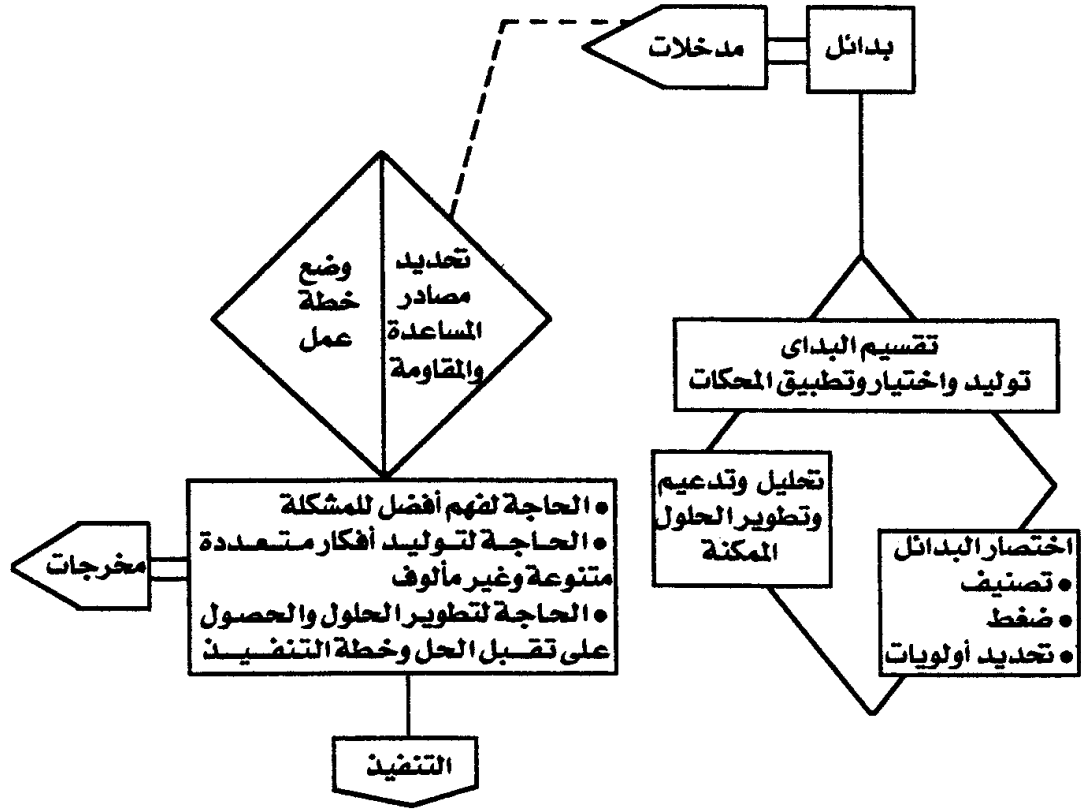 بدائل
مدخلات
تحديد
مصادر
المساعدة
والمقاومة
وضع
خطة
عمل
تقسيم البداى
توليد واختيار وتطبيق المحكات
تحليل وتدعيم
وتطوير الحلول
الممكنة
اختصار البدائل
• تصنيف
• ضغط
• تحديد أولويات
• الحاجة لفهم أفضل للمشكلة
• الحاجة لتوليد أفكار متعددة
متنوعة وغير مألوف
• الحاجة لتطوير الحلول والحصول
على تقبل الحل وخطة التنفيذ
مخرجات
التنفيذ